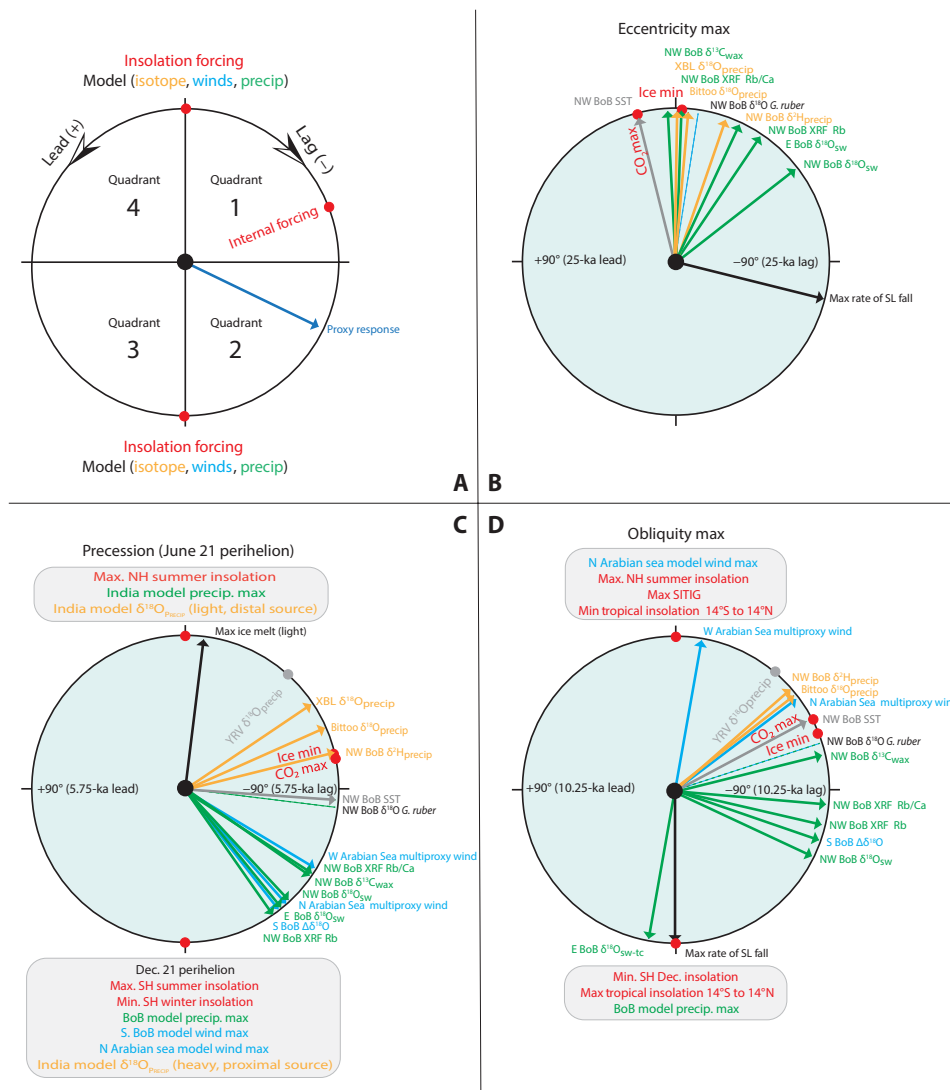 Insolation forcing
Model (isotope, winds, precip)
Lead (+)
Lag (−)
Quadrant
4
Quadrant
1
Internal forcing
Quadrant
3
Quadrant
2
Proxy response
Insolation forcing
Model (isotope, winds, precip)
A
B
Eccentricity max
NW BoB δ¹³Cwax
XBL δ¹⁸Oprecip
NW BoB XRF Rb/Ca
Ice min
Bittoo δ¹⁸Oprecip
NW BoB SST
NW BoB δ¹⁸O G. ruber
NW BoB δ²Hprecip
CO₂ max
NW BoB XRF Rb
E BoB δ¹⁸Osw
NW BoB δ¹⁸Osw
+90° (25-ka lead)
−90° (25-ka lag)
Max rate of SL fall
C
D
Precession (June 21 perihelion)
Max. NH summer insolation
India model precip. max
India model δ¹⁸OPrecip (light, distal source)
Max ice melt (light)
YRV δ¹⁸Oprecip
XBL δ¹⁸Oprecip
Bittoo δ¹⁸Oprecip
Ice min
NW BoB δ²Hprecip
CO₂ max
+90° (5.75-ka lead)
−90° (5.75-ka lag)
NW BoB SST
NW BoB δ¹⁸O G. ruber
W Arabian Sea multiproxy wind
NW BoB XRF Rb/Ca
NW BoB δ¹³Cwax
NW BoB δ¹⁸Osw
N Arabian Sea multiproxy wind
E BoB δ¹⁸Osw
S BoB Δδ¹⁸O
NW BoB XRF Rb
Dec. 21 perihelion
Max. SH summer insolation
Min. SH winter insolation
BoB model precip. max
S. BoB model wind max
N Arabian sea model wind max
India model δ¹⁸OPrecip (heavy, proximal source)
Obliquity max
N Arabian sea model wind max
Max. NH summer insolation
Max SITIG
Min tropical insolation 14°S to 14°N
W Arabian Sea multiproxy wind
YRV δ¹⁸Oprecip
NW BoB δ²Hprecip
Bittoo δ¹⁸Oprecip
N Arabian Sea multiproxy wind
NW BoB SST
CO₂ max
Ice min
NW BoB δ¹⁸O G. ruber
NW BoB δ¹³Cwax
+90° (10.25-ka lead)
−90° (10.25-ka lag)
NW BoB XRF Rb/Ca
NW BoB XRF Rb
S BoB Δδ¹⁸O
NW BoB δ¹⁸Osw
E BoB δ¹⁸Osw-tc
Max rate of SL fall
Min. SH Dec. insolation
Max tropical insolation 14°S to 14°N
BoB model precip. max